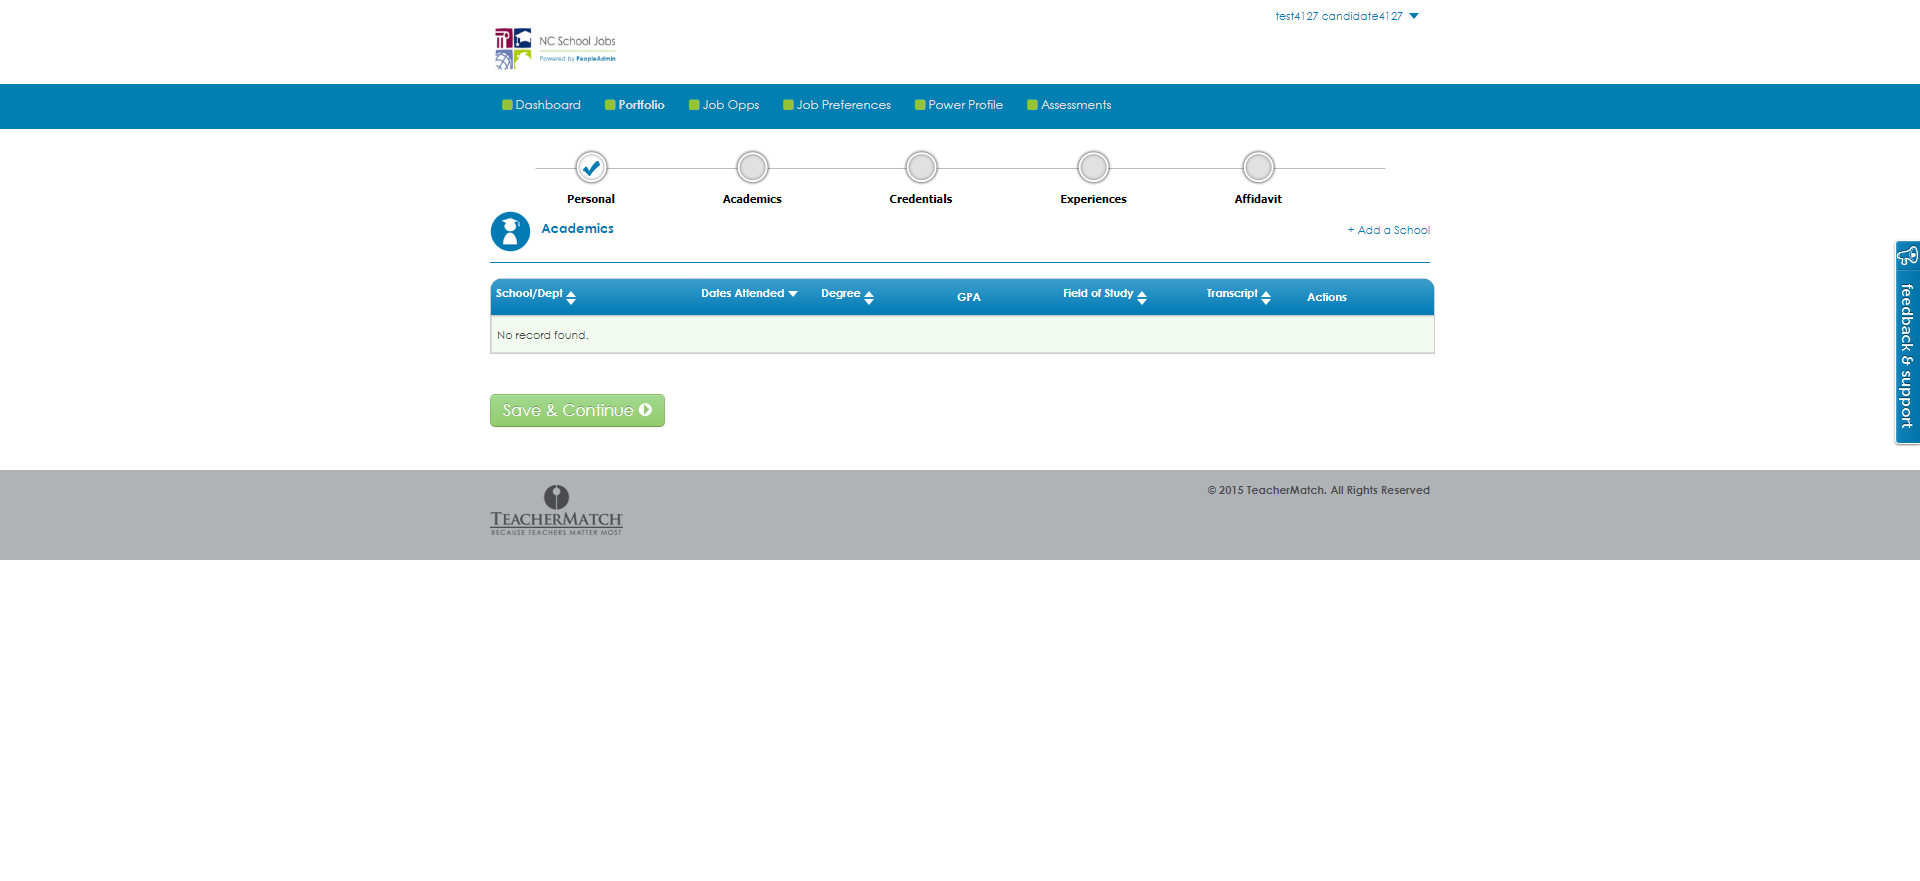 test4127 candidate4127
NC School Jobs
Powered by PeopleAdmin
Dashboard Portfolio Job Opps Job Preferences Power Profile Assessments
Personal Academics Credentials Experiences Affidavit
Academics
+ Add a School
School/Dept Dates Attended Degree GPA Field of Study Transcript Actions
No record found.
feedback & support
Save & Continue
© 2015 TeacherMatch. All Rights Reserved
TEACHERMATCH
BECAUSE TEACHERS MATTER MOST